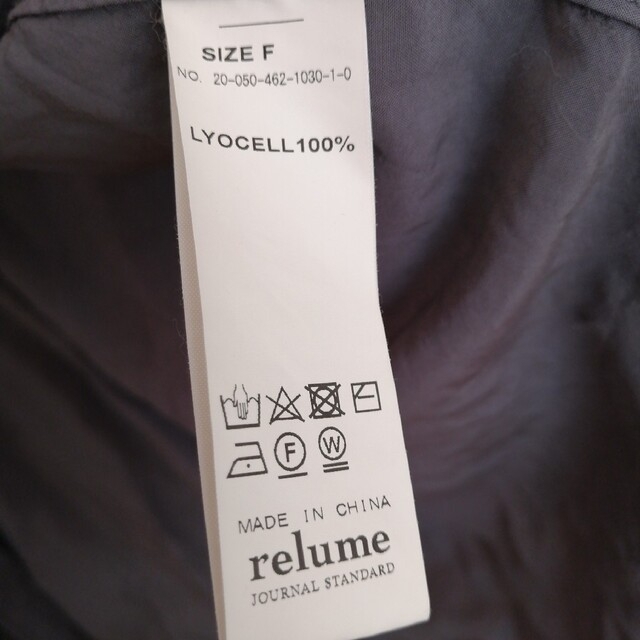 SIZE F
NO. 20-050-462-1030-1-0
LYOCELL100%
F W
MADE IN CHINA
relume
JOURNAL STANDARD